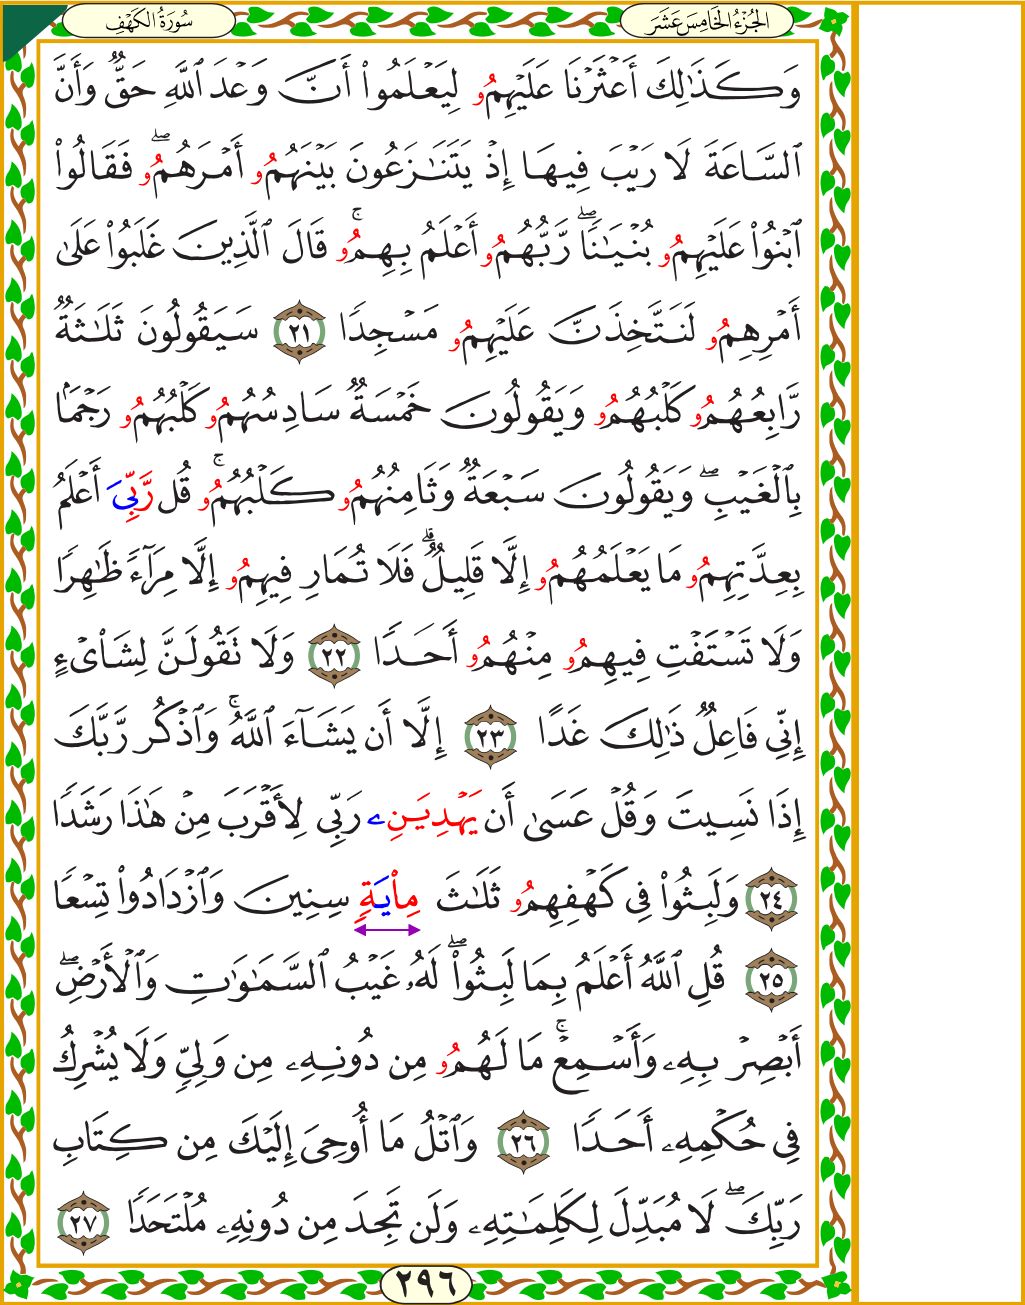 الجُزْءُ الْخَامِسَ عَشَرَ
سُورَةُ الكَهْفِ
وَكَذَٰلِكَ أَعْثَرْنَا عَلَيْهِمُۥ لِيَعْلَمُوٓا۟ أَنَّ وَعْدَ ٱللَّهِ حَقٌّ وَأَنَّ
ٱلسَّاعَةَ لَا رَيْبَ فِيهَا إِذْ يَتَنَٰزَعُونَ بَيْنَهُمُۥ أَمْرَهُمُۥ ۖ فَقَالُوا۟
ٱبْنُوا۟ عَلَيْهِمُۥ بُنْيَٰنًا ۖ رَّبُّهُمُۥ أَعْلَمُ بِهِمُۥ ۚ قَالَ ٱلَّذِينَ غَلَبُوا۟ عَلَىٰ
أَمْرِهِمُۥ لَنَتَّخِذَنَّ عَلَيْهِمُۥ مَسْجِدًا ٢١ سَيَقُولُونَ ثَلَٰثَةٌ
رَّابِعُهُمُۥ كَلْبُهُمُۥ وَيَقُولُونَ خَمْسَةٌ سَادِسُهُمُۥ كَلْبُهُمُۥ رَجْمًۢا
بِٱلْغَيْبِ ۖ وَيَقُولُونَ سَبْعَةٌ وَثَامِنُهُمُۥ كَلْبُهُمُۥ ۚ قُل رَّبِّىَ أَعْلَمُ
بِعِدَّتِهِمُۥ مَا يَعْلَمُهُمُۥ إِلَّا قَلِيلٌ ۗ فَلَا تُمَارِ فِيهِمُۥ إِلَّا مِرَآءً ظَٰهِرًا
وَلَا تَسْتَفْتِ فِيهِمُۥ مِنْهُمُۥ أَحَدًا ٢٢ وَلَا تَقُولَنَّ لِشَا۟ىْءٍ
إِنِّى فَاعِلٌ ذَٰلِكَ غَدًا ٢٣ إِلَّا أَن يَشَآءَ ٱللَّهُ ۚ وَٱذْكُر رَّبَّكَ
إِذَا نَسِيتَ وَقُلْ عَسَىٰ أَن يَهْدِيَنِۦ رَبِّى لِأَقْرَبَ مِنْ هَٰذَا رَشَدًا
٢٤ وَلَبِثُوا۟ فِى كَهْفِهِمُۥ ثَلَٰثَ مِا۟يَةٍ سِنِينَ وَٱزْدَادُوا۟ تِسْعًا
٢٥ قُلِ ٱللَّهُ أَعْلَمُ بِمَا لَبِثُوا۟ ۖ لَهُۥ غَيْبُ ٱلسَّمَٰوَٰتِ وَٱلْأَرْضِ ۖ
أَبْصِرْ بِهِۦ وَأَسْمِعْ ۚ مَا لَهُمُۥ مِن دُونِهِۦ مِن وَلِىٍّ وَلَا يُشْرِكُ
فِى حُكْمِهِۦ أَحَدًا ٢٦ وَٱتْلُ مَا أُوحِىَ إِلَيْكَ مِن كِتَابِ
رَبِّكَ ۖ لَا مُبَدِّلَ لِكَلِمَٰتِهِۦ وَلَن تَجِدَ مِن دُونِهِۦ مُلْتَحَدًا ٢٧
٢٩٦